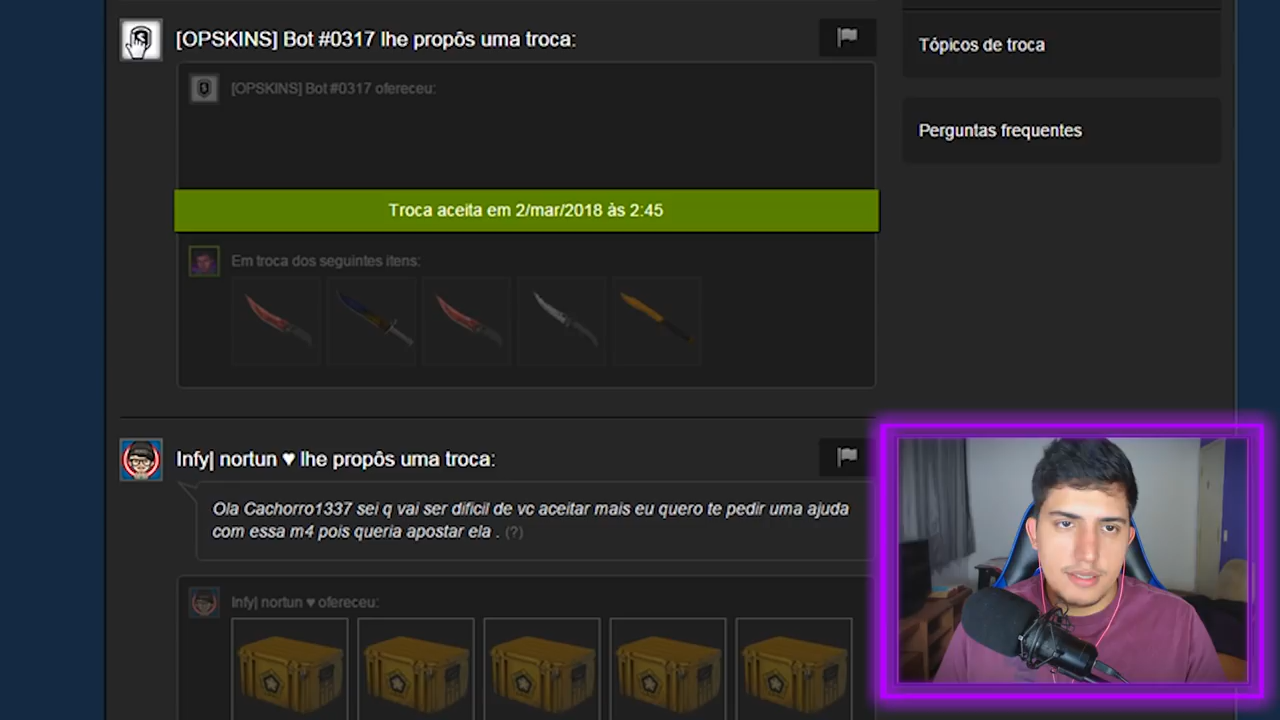 [OPSKINS] Bot #0317 lhe propôs uma troca:
[OPSKINS] Bot #0317 ofereceu:
Troca aceita em 2/mar/2018 às 2:45
Em troca dos seguintes itens:
Infy| nortun ♥ lhe propôs uma troca:
Ola Cachorro1337 sei q vai ser dificil de vc aceitar mais eu quero te pedir uma ajuda
com essa m4 pois queria apostar ela . (?)
Infy| nortun ♥ ofereceu:
Tópicos de troca
Perguntas frequentes